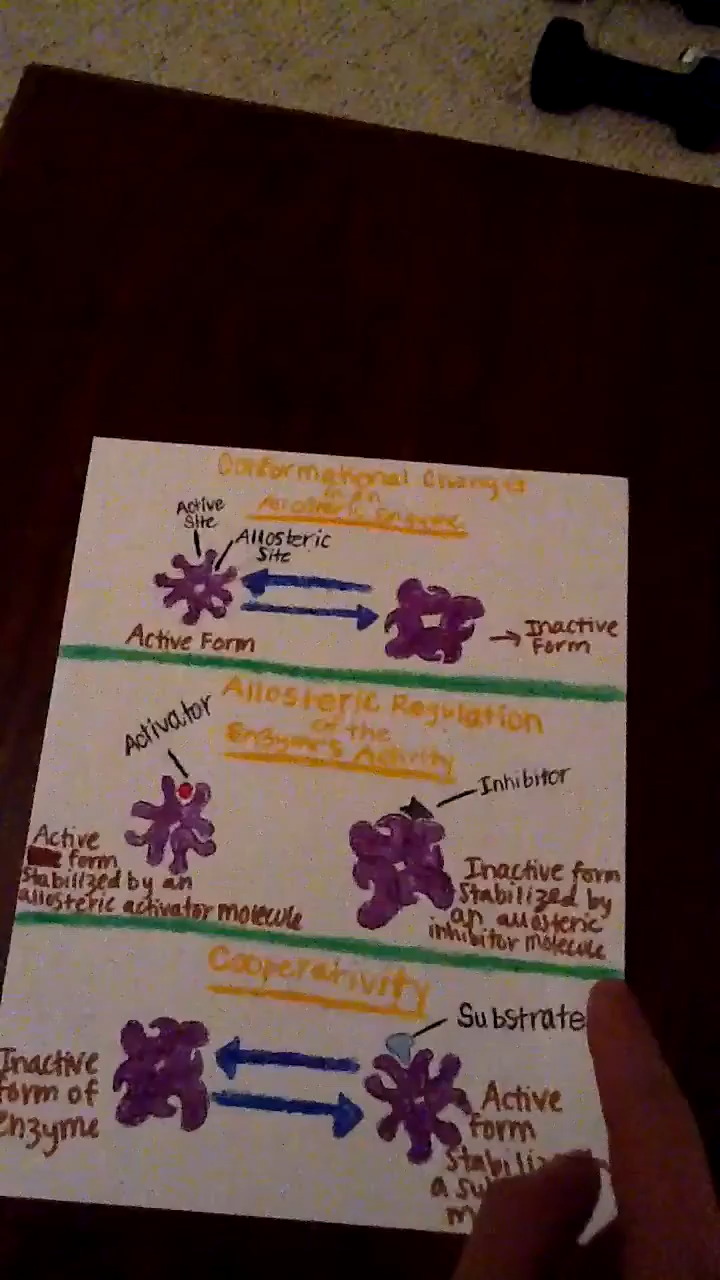 Conformational Changes
in an
Allosteric Enzyme
Active
Site
Allosteric
Site
Active Form
Inactive
Form
Allosteric Regulation
of the
Enzyme's Activity
Activator
Inhibitor
Active
form
stabilized by an
allosteric activator molecule
Inactive form
Stabilized by
an allosteric
inhibitor molecule
Cooperativity
Substrate
Inactive
form of
enzyme
Active
form
a